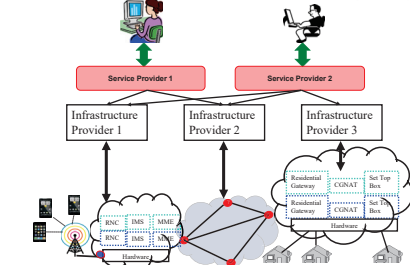 Service Provider 1
Service Provider 2
Infrastructure
Provider 1
Infrastructure
Provider 2
Infrastructure
Provider 3
Residential
Gateway
CGNAT
Set Top
Box
Residential
Gateway
CGNAT
Set Top
Box
Hardware
RNC
IMS
MME
RNC
IMS
MME
Hardware